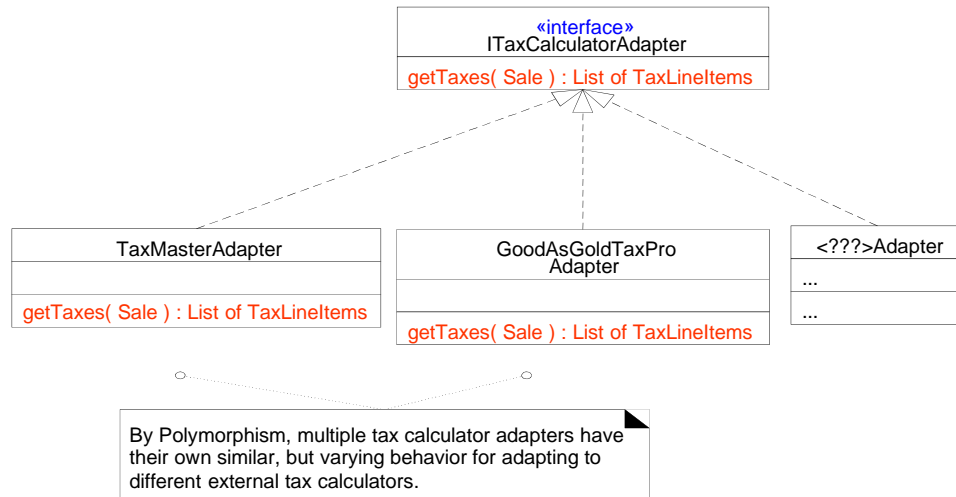 «interface»
ITaxCalculatorAdapter
getTaxes( Sale ) : List of TaxLineItems
TaxMasterAdapter
getTaxes( Sale ) : List of TaxLineItems
GoodAsGoldTaxPro
Adapter
getTaxes( Sale ) : List of TaxLineItems
<???>Adapter
...
...
By Polymorphism, multiple tax calculator adapters have
their own similar, but varying behavior for adapting to
different external tax calculators.